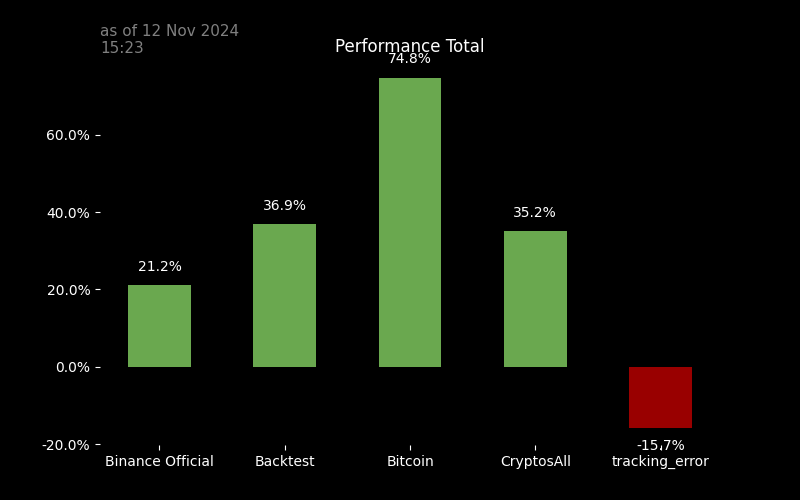 as of 12 Nov 2024
15:23
Performance Total
74.8%
60.0%
40.0%
36.9%
35.2%
21.2%
20.0%
0.0%
-20.0%
-15.7%
Binance Official
Backtest
Bitcoin
CryptosAll
tracking_error